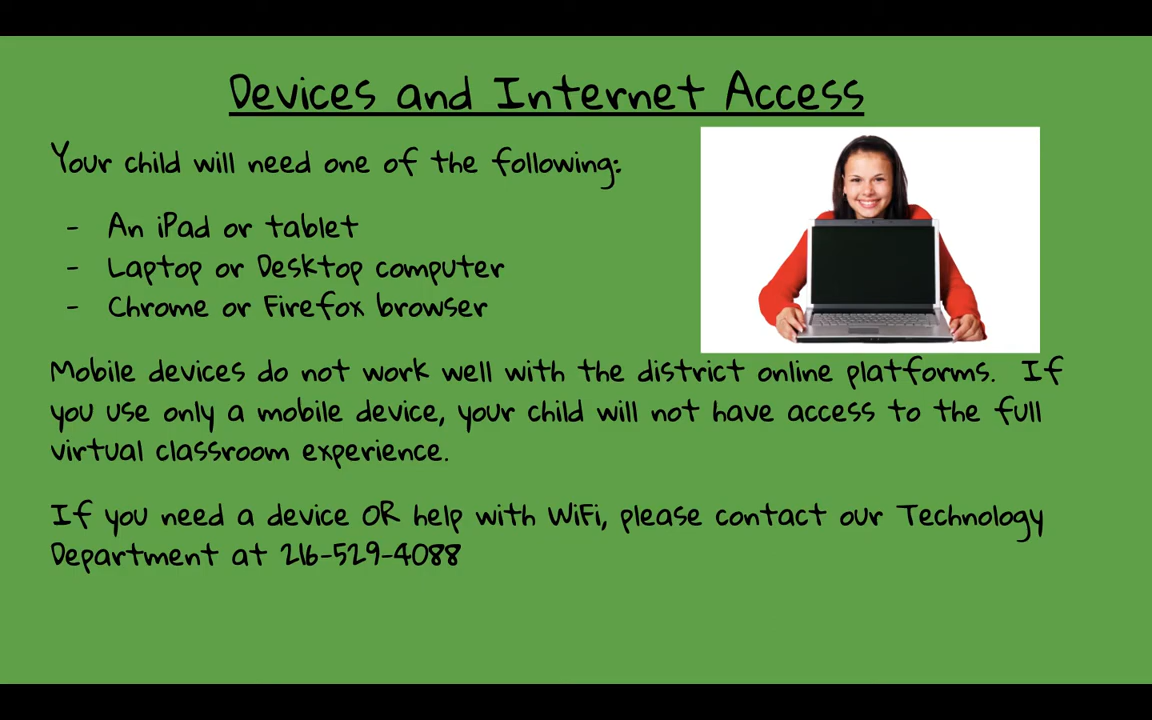 Devices and Internet Access
Your child will need one of the following:
- An iPad or tablet
- Laptop or Desktop computer
- Chrome or Firefox browser
Mobile devices do not work well with the district online platforms. If
you use only a mobile device, your child will not have access to the full
virtual classroom experience.
If you need a device OR help with WiFi, please contact our Technology
Department at 216-529-4088